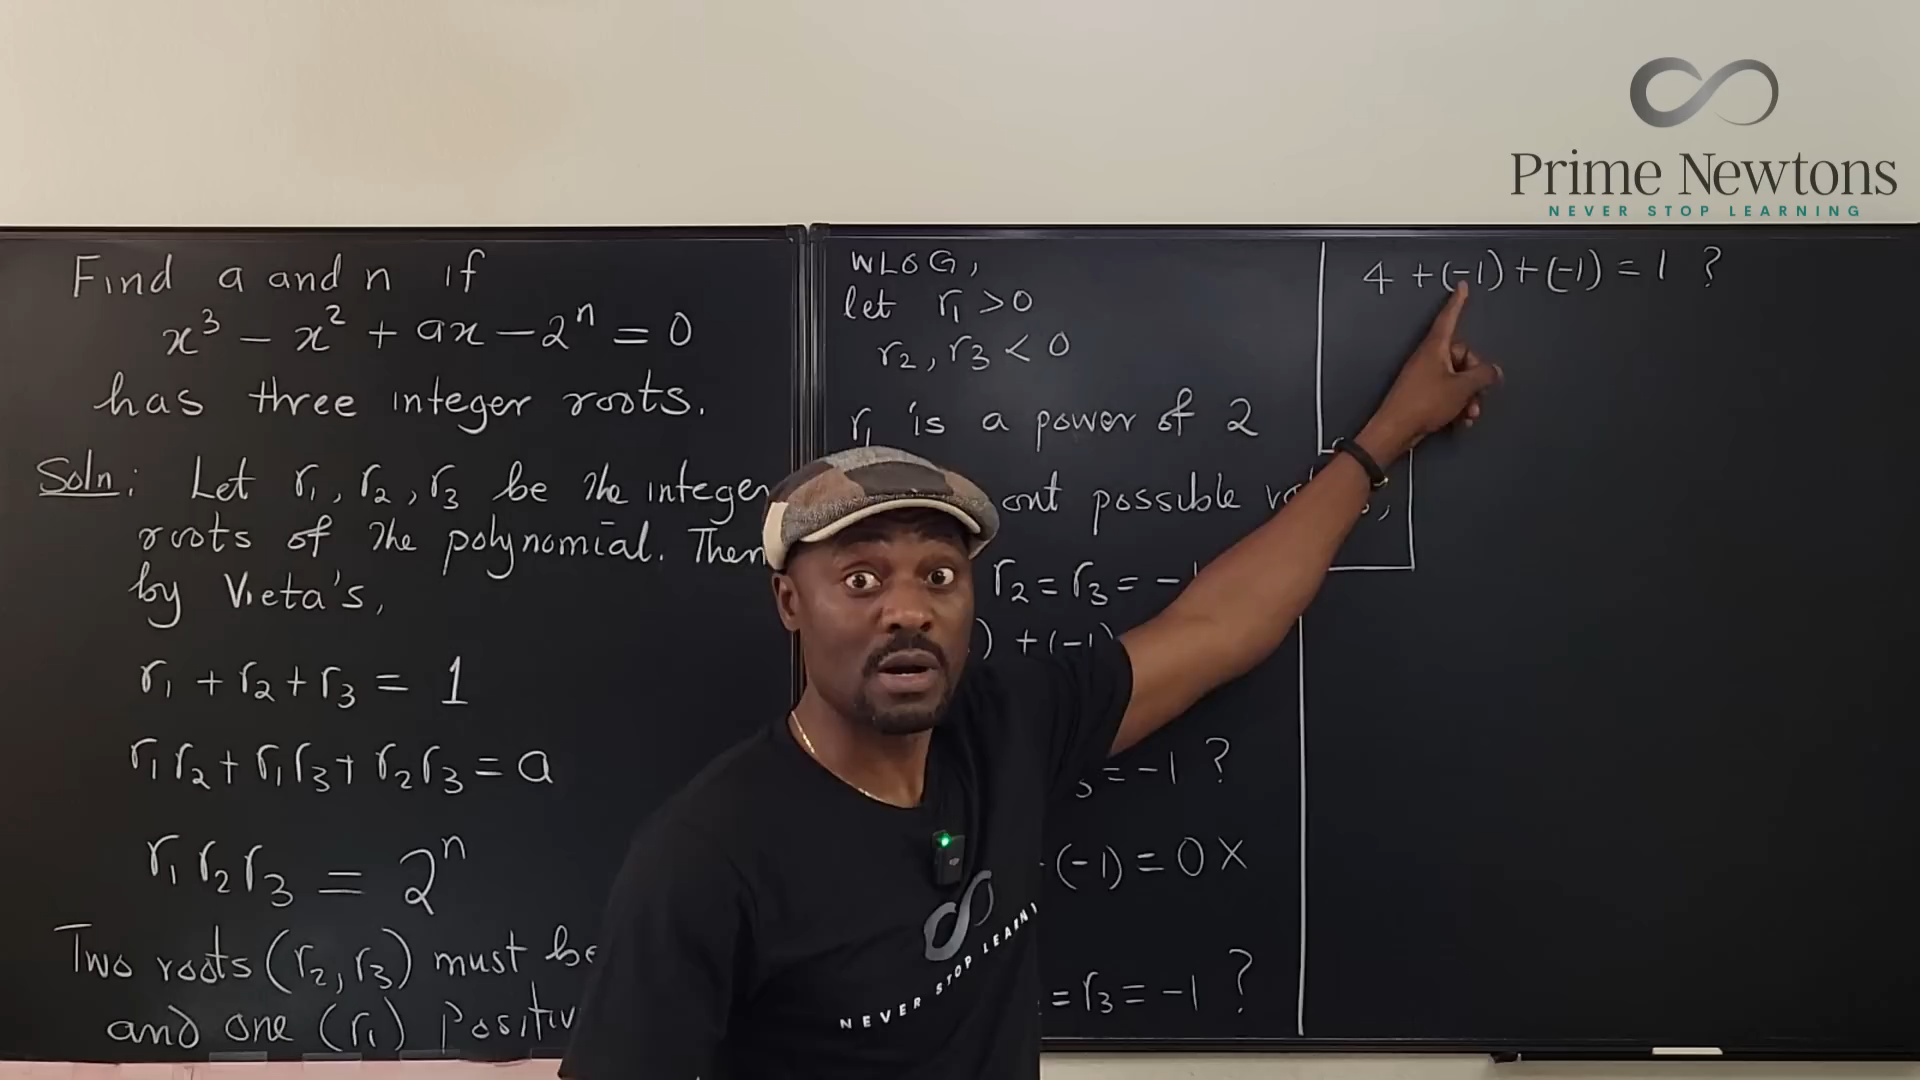 Prime Newtons
NEVER STOP LEARNING
Find a and n if
x³ - x² + ax - 2ⁿ = 0
has three integer roots.
Soln: Let r₁, r₂, r₃ be the integer
roots of the polynomial. Then
by Vieta's,
r₁ + r₂ + r₃ = 1
r₁r₂ + r₁r₃ + r₂r₃ = a
r₁r₂r₃ = 2ⁿ
Two roots (r₂, r₃) must be
and one (r₁)
WLOG,
let r₁ > 0
r₂, r₃ < 0
r₁ is a power of 2
possible
r₂ = r₃ = -1
) + (-1)
= -1 ?
(-1) = 0 X
= r₃ = -1 ?
4 + (-1) + (-1) = 1 ?
NEVER STOP